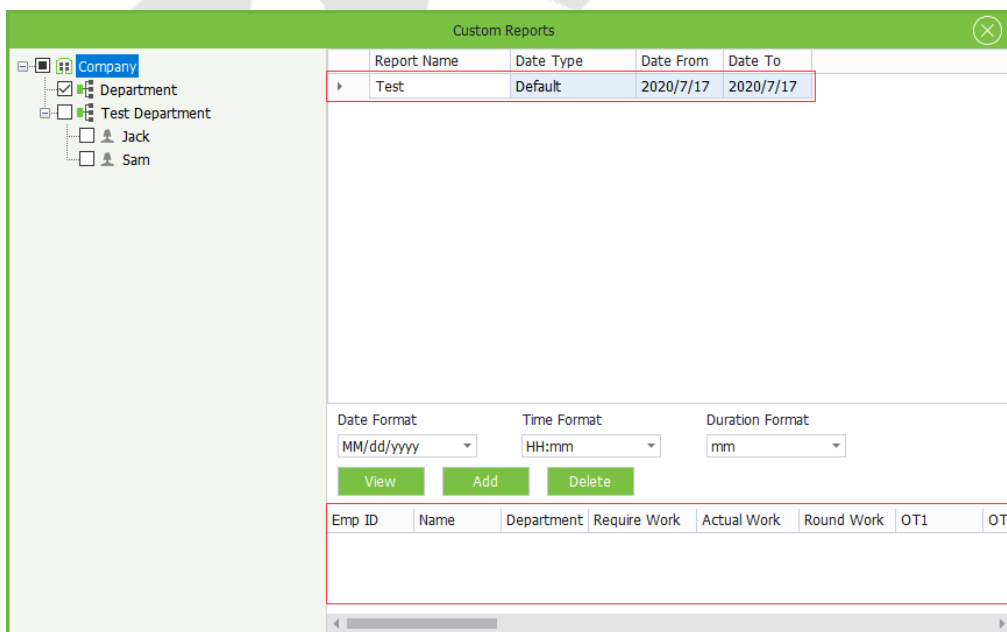 Custom Reports
Company
Department
Test Department
Jack
Sam
Report Name Date Type Date From Date To
Test Default 2020/7/17 2020/7/17
Date Format Time Format Duration Format
MM/dd/yyyy HH:mm mm
View Add Delete
Emp ID Name Department Require Work Actual Work Round Work OT1 OT